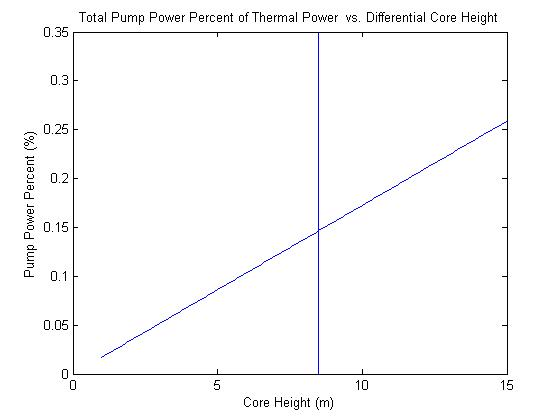 Total Pump Power Percent of Thermal Power  vs. Differential Core Height
0.35
0.3
0.25
0.2
0.15
0.1
0.05
0
Pump Power Percent (%)
0 5 10 15
Core Height (m)